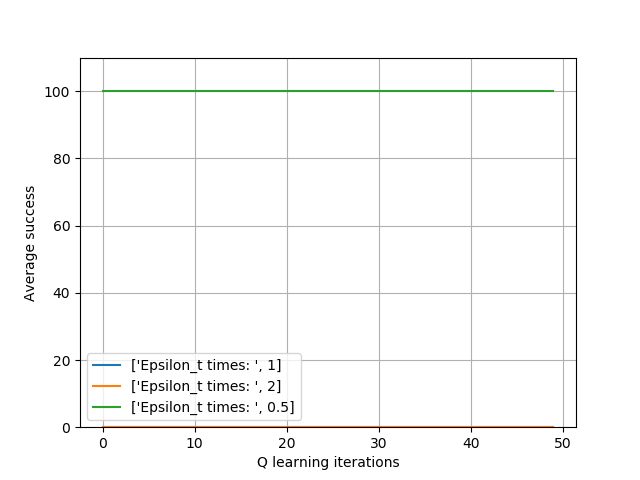 100
80
60
40
20
0
Average success
['Epsilon_t times: ', 1]
['Epsilon_t times: ', 2]
['Epsilon_t times: ', 0.5]
0 10 20 30 40 50
Q learning iterations